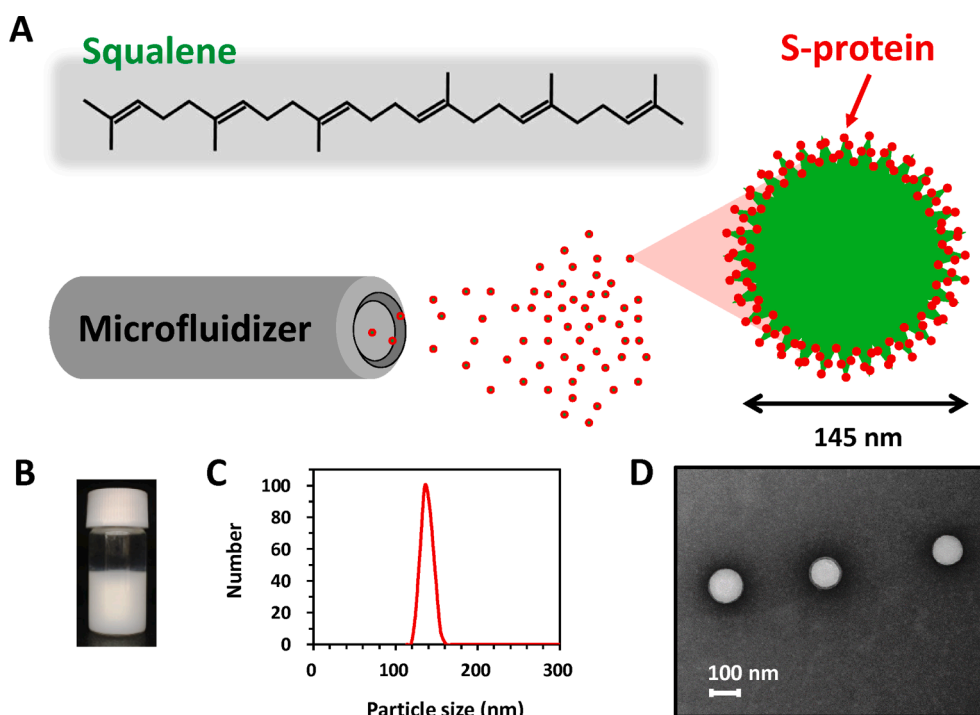 A
Squalene
S-protein
Microfluidizer
145 nm
B
C
D
Number
100
80
60
40
20
0
0
100
200
300
Particle size (nm)
100 nm